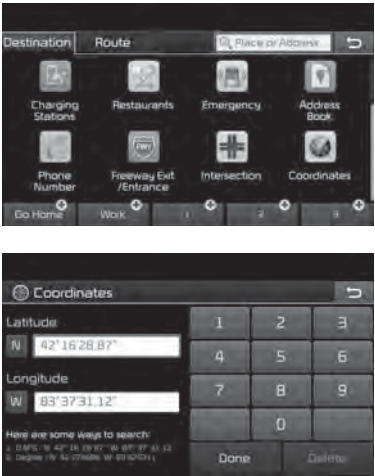 Destination
Route
Place or Address
Charging Stations
Restaurants
Emergency
Address Book
Phone Number
FWY
Freeway Exit /Entrance
Intersection
Coordinates
Go Home
Work
1
2
3
Coordinates
Latitude
N 42°16'28.87"
Longitude
W 83°37'31.12"
1 2 3
4 5 6
7 8 9
0
Here are some ways to search:
Done
Delete